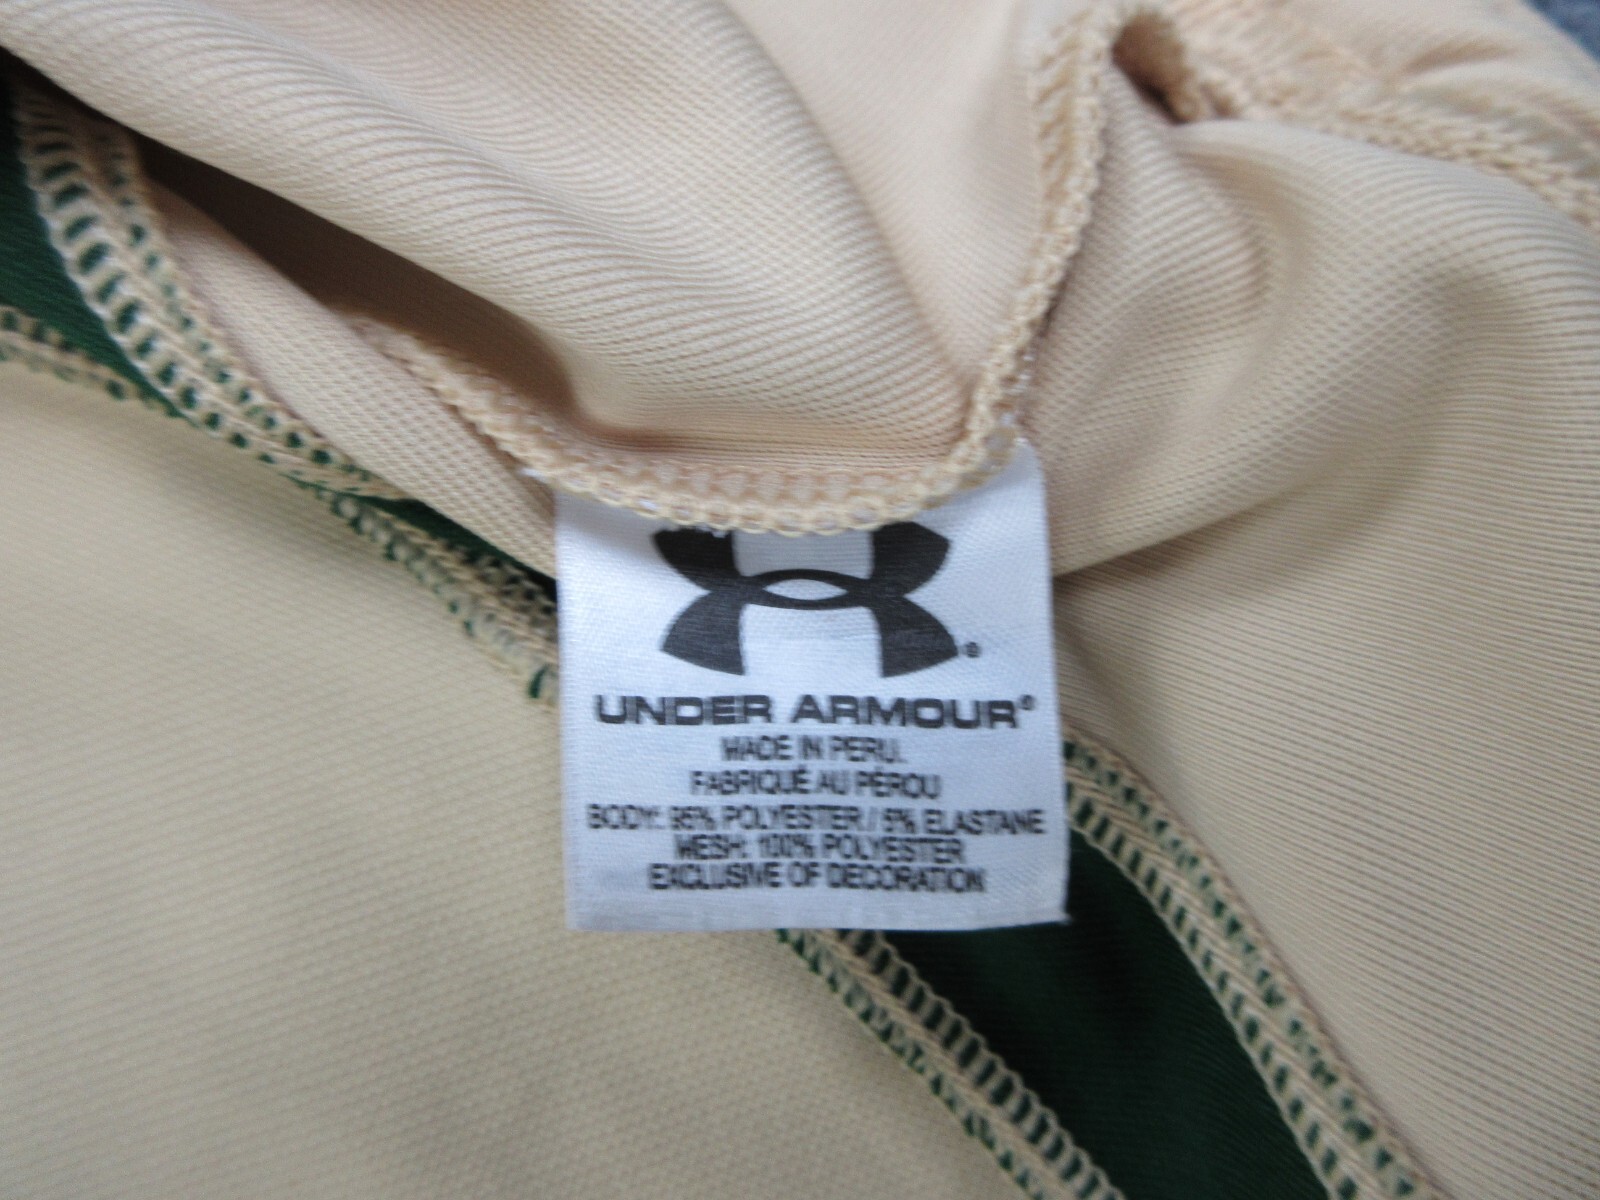 UNDER ARMOUR®
MADE IN PERU.
FABRIQUÉ AU PÉROU
BODY: 95% POLYESTER / 5% ELASTANE
MESH: 100% POLYESTER
EXCLUSIVE OF DECORATION